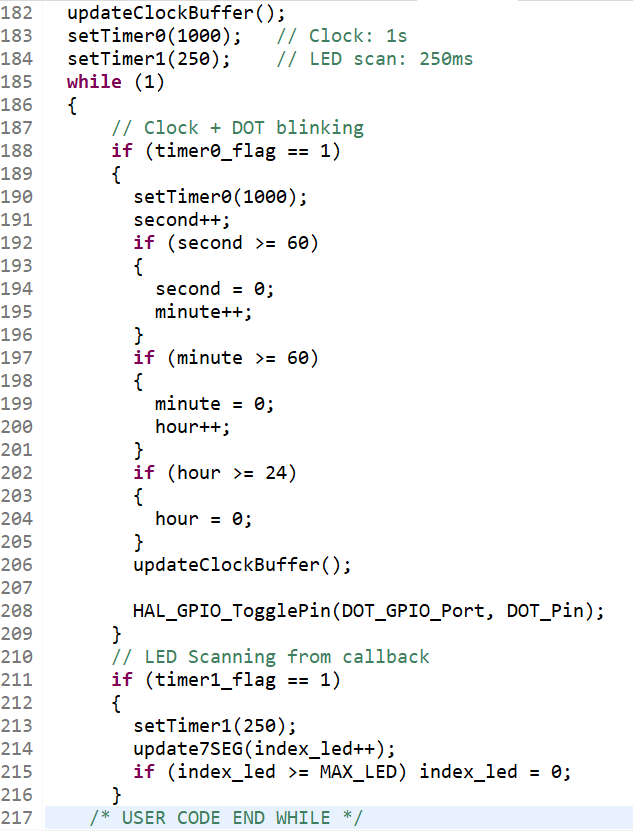 182 updateClockBuffer();
183 setTimer0(1000);   // Clock: 1s
184 setTimer1(250);    // LED scan: 250ms
185 while (1)
186 {
187     // Clock + DOT blinking
188     if (timer0_flag == 1)
189     {
190       setTimer0(1000);
191       second++;
192       if (second >= 60)
193       {
194         second = 0;
195         minute++;
196       }
197       if (minute >= 60)
198       {
199         minute = 0;
200         hour++;
201       }
202       if (hour >= 24)
203       {
204         hour = 0;
205       }
206       updateClockBuffer();
207
208       HAL_GPIO_TogglePin(DOT_GPIO_Port, DOT_Pin);
209     }
210     // LED Scanning from callback
211     if (timer1_flag == 1)
212     {
213       setTimer1(250);
214       update7SEG(index_led++);
215       if (index_led >= MAX_LED) index_led = 0;
216     }
217   /* USER CODE END WHILE */